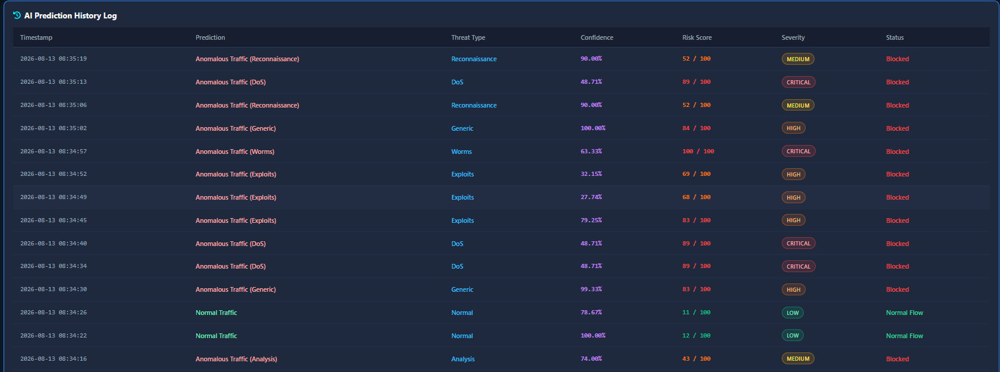 AI Prediction History Log
Timestamp Prediction Threat Type Confidence Risk Score Severity Status
2026-08-13 08:35:19 Anomalous Traffic (Reconnaissance) Reconnaissance 90.00% 52 / 100 MEDIUM Blocked
2026-08-13 08:35:13 Anomalous Traffic (DoS) DoS 48.71% 89 / 100 CRITICAL Blocked
2026-08-13 08:35:06 Anomalous Traffic (Reconnaissance) Reconnaissance 90.00% 52 / 100 MEDIUM Blocked
2026-08-13 08:35:02 Anomalous Traffic (Generic) Generic 100.00% 84 / 100 HIGH Blocked
2026-08-13 08:34:57 Anomalous Traffic (Worms) Worms 63.33% 100 / 100 CRITICAL Blocked
2026-08-13 08:34:52 Anomalous Traffic (Exploits) Exploits 32.15% 69 / 100 HIGH Blocked
2026-08-13 08:34:49 Anomalous Traffic (Exploits) Exploits 27.74% 68 / 100 HIGH Blocked
2026-08-13 08:34:45 Anomalous Traffic (Exploits) Exploits 79.25% 83 / 100 HIGH Blocked
2026-08-13 08:34:40 Anomalous Traffic (DoS) DoS 48.71% 89 / 100 CRITICAL Blocked
2026-08-13 08:34:34 Anomalous Traffic (DoS) DoS 48.71% 89 / 100 CRITICAL Blocked
2026-08-13 08:34:30 Anomalous Traffic (Generic) Generic 99.33% 83 / 100 HIGH Blocked
2026-08-13 08:34:26 Normal Traffic Normal 78.67% 11 / 100 LOW Normal Flow
2026-08-13 08:34:22 Normal Traffic Normal 100.00% 12 / 100 LOW Normal Flow
2026-08-13 08:34:16 Anomalous Traffic (Analysis) Analysis 74.00% 43 / 100 MEDIUM Blocked